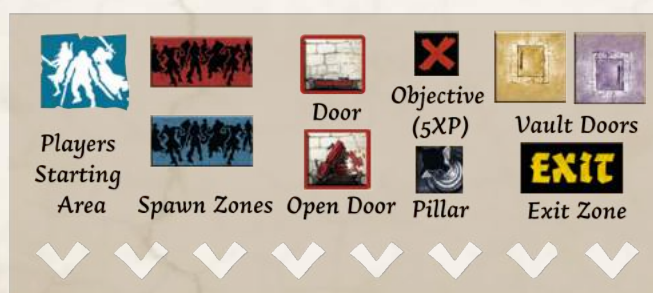 Players
Starting
Area
Spawn Zones
Door
Open Door
Objective
(5XP)
Pillar
Vault Doors
EXIT
Exit Zone